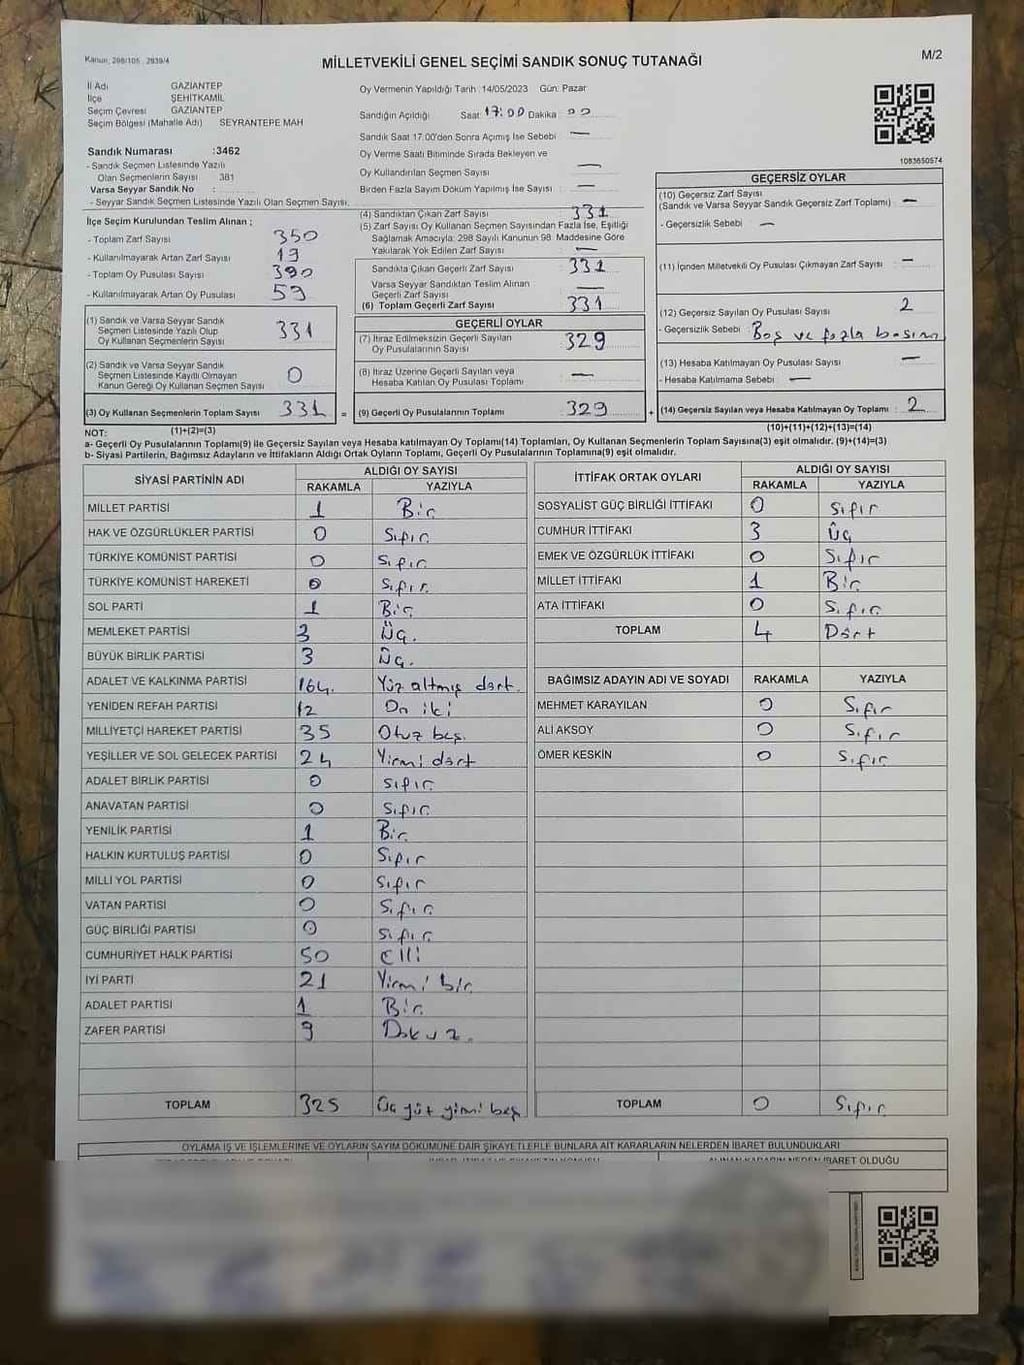 Kanun: 298/105, 2839/4
MİLLETVEKİLİ GENEL SEÇİMİ SANDIK SONUÇ TUTANAĞI
M/2
İl Adı GAZİANTEP
İlçe ŞEHİTKAMİL
Seçim Çevresi GAZİANTEP
Seçim Bölgesi (Mahalle Adı) SEYRANTEPE MAH
Sandık Numarası :3462
- Sandık Seçmen Listesinde Yazılı
Olan Seçmenlerin Sayısı 381
Varsa Seyyar Sandık No :
- Seyyar Sandık Seçmen Listesinde Yazılı Olan Seçmen Sayısı:
Oy Vermenin Yapıldığı Tarih :14/05/2023 Gün: Pazar
Sandığın Açıldığı Saat 17:00 Dakika 00
Sandık Saat 17.00'den Sonra Açımış İse Sebebi —
Oy Verme Saati Bitiminde Sırada Bekleyen ve
Oy Kullandırılan Seçmen Sayısı —
Birden Fazla Sayım Döküm Yapılmış İse Sayısı : —
1083650574
İlçe Seçim Kurulundan Teslim Alınan ;
- Toplam Zarf Sayısı 350
- Kullanılmayarak Artan Zarf Sayısı 19
- Toplam Oy Pusulası Sayısı 390
- Kullanılmayarak Artan Oy Pusulası 59
(1) Sandık ve Varsa Seyyar Sandık
Seçmen Listesinde Yazılı Olup
Oy Kullanan Seçmenlerin Sayısı 331
(2) Sandık ve Varsa Seyyar Sandık
Seçmen Listesinde Kayıtlı Olmayan
Kanun Gereği Oy Kullanan Seçmen Sayısı 0
(3) Oy Kullanan Seçmenlerin Toplam Sayısı 331 =
(1)+(2)=(3)
(4) Sandıktan Çıkan Zarf Sayısı 331
(5) Zarf Sayısı Oy Kullanan Seçmen Sayısından Fazla İse, Eşitliği
Sağlamak Amacıyla; 298 Sayılı Kanunun 98. Maddesine Göre
Yakılarak Yok Edilen Zarf Sayısı —
Sandıkta Çıkan Geçerli Zarf Sayısı 331
Varsa Seyyar Sandıktan Teslim Alınan
Geçerli Zarf Sayısı —
(6) Toplam Geçerli Zarf Sayısı 331
GEÇERLİ OYLAR
(7) İtiraz Edilmeksizin Geçerli Sayılan
Oy Pusulalarının Sayısı 329
(8) İtiraz Üzerine Geçerli Sayılan veya
Hesaba Katılan Oy Pusulası Toplamı —
(9) Geçerli Oy Pusulalarının Toplamı 329 +
GEÇERSİZ OYLAR
(10) Geçersiz Zarf Sayısı
(Sandık ve Varsa Seyyar Sandık Geçersiz Zarf Toplamı) —
- Geçersizlik Sebebi —
(11) İçinden Milletvekili Oy Pusulası Çıkmayan Zarf Sayısı —
(12) Geçersiz Sayılan Oy Pusulası Sayısı 2
- Geçersizlik Sebebi Boş ve fazla basım
(13) Hesaba Katılmayan Oy Pusulası Sayısı —
- Hesaba Katılmama Sebebi —
(14) Geçersiz Sayılan veya Hesaba Katılmayan Oy Toplamı 2
(10)+(11)+(12)+(13)=(14)
NOT:
a- Geçerli Oy Pusulalarının Toplamı(9) ile Geçersiz Sayılan veya Hesaba katılmayan Oy Toplamı(14) Toplamları, Oy Kullanan Seçmenlerin Toplam Sayısına(3) eşit olmalıdır. (9)+(14)=(3)
b- Siyasi Partilerin, Bağımsız Adayların ve İttifakların Aldığı Ortak Oyların Toplamı, Geçerli Oy Pusulalarının Toplamına(9) eşit olmalıdır.
SİYASİ PARTİNİN ADI ALDIĞI OY SAYISI
RAKAMLA YAZIYLA
MİLLET PARTİSİ 1 Bir
HAK VE ÖZGÜRLÜKLER PARTİSİ 0 Sıfır
TÜRKİYE KOMÜNİST PARTİSİ 0 Sıfır
TÜRKİYE KOMÜNİST HAREKETİ 0 Sıfır
SOL PARTİ 1 Bir
MEMLEKET PARTİSİ 3 Üç.
BÜYÜK BİRLİK PARTİSİ 3 Üç.
ADALET VE KALKINMA PARTİSİ 164. Yüz altmış dört.
YENİDEN REFAH PARTİSİ 12 On iki
MİLLİYETÇİ HAREKET PARTİSİ 35 Otuz beş.
YEŞİLLER VE SOL GELECEK PARTİSİ 24 Yirmi dört
ADALET BİRLİK PARTİSİ 0 sıfır
ANAVATAN PARTİSİ 0 Sıfır
YENİLİK PARTİSİ 1 Bir
HALKIN KURTULUŞ PARTİSİ 0 Sıfır
MİLLİ YOL PARTİSİ 0 Sıfır
VATAN PARTİSİ 0 Sıfır
GÜÇ BİRLİĞİ PARTİSİ 0 sıfır
CUMHURİYET HALK PARTİSİ 50 Elli
İYİ PARTİ 21 Yirmi bir
ADALET PARTİSİ 1 Bir
ZAFER PARTİSİ 9 Dokuz.
TOPLAM 325 Üç yüz yirmi beş
İTTİFAK ORTAK OYLARI ALDIĞI OY SAYISI
RAKAMLA YAZIYLA
SOSYALİST GÜÇ BİRLİĞİ İTTİFAKI 0 Sıfır
CUMHUR İTTİFAKI 3 Üç
EMEK VE ÖZGÜRLÜK İTTİFAKI 0 Sıfır
MİLLET İTTİFAKI 1 Bir
ATA İTTİFAKI 0 Sıfır
TOPLAM 4 Dört
BAĞIMSIZ ADAYIN ADI VE SOYADI RAKAMLA YAZIYLA
MEHMET KARAYILAN 0 Sıfır
ALİ AKSOY 0 Sıfır
ÖMER KESKİN 0 Sıfır
TOPLAM 0 Sıfır
OYLAMA İŞ VE İŞLEMLERİNE VE OYLARIN SAYIM DÖKÜMÜNE DAİR ŞİKAYETLERLE BUNLARA AİT KARARLARIN NELERDEN İBARET BULUNDUKLARI
ALINAN KARARIN NEDEN İBARET OLDUĞU